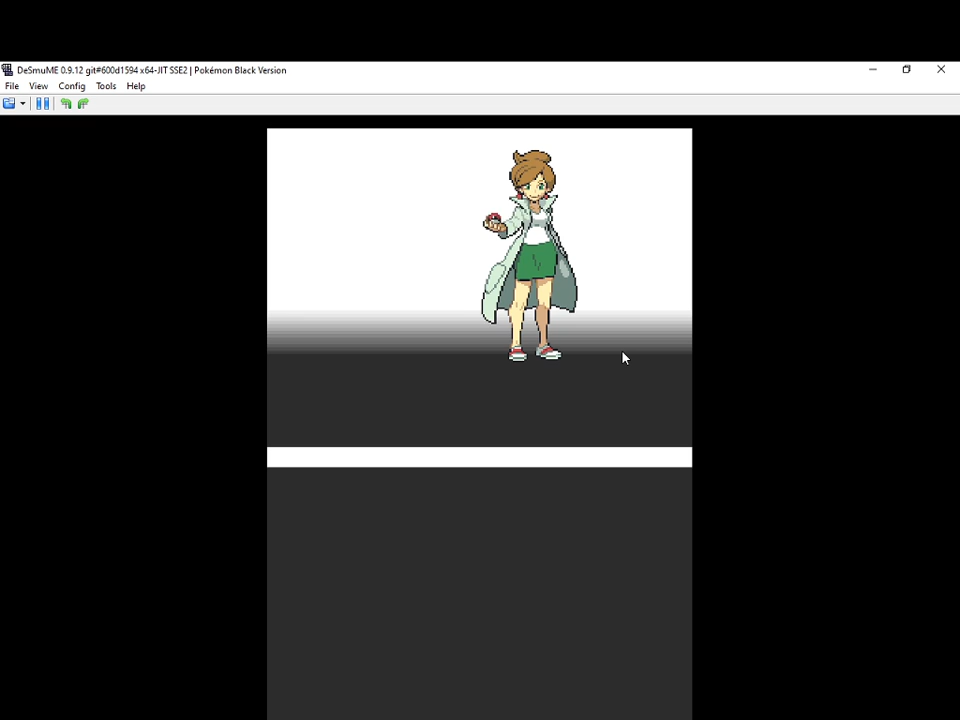 DeSmuME 0.9.12 git#600d1594 x64-JIT SSE2 | Pokémon Black Version
File View Config Tools Help